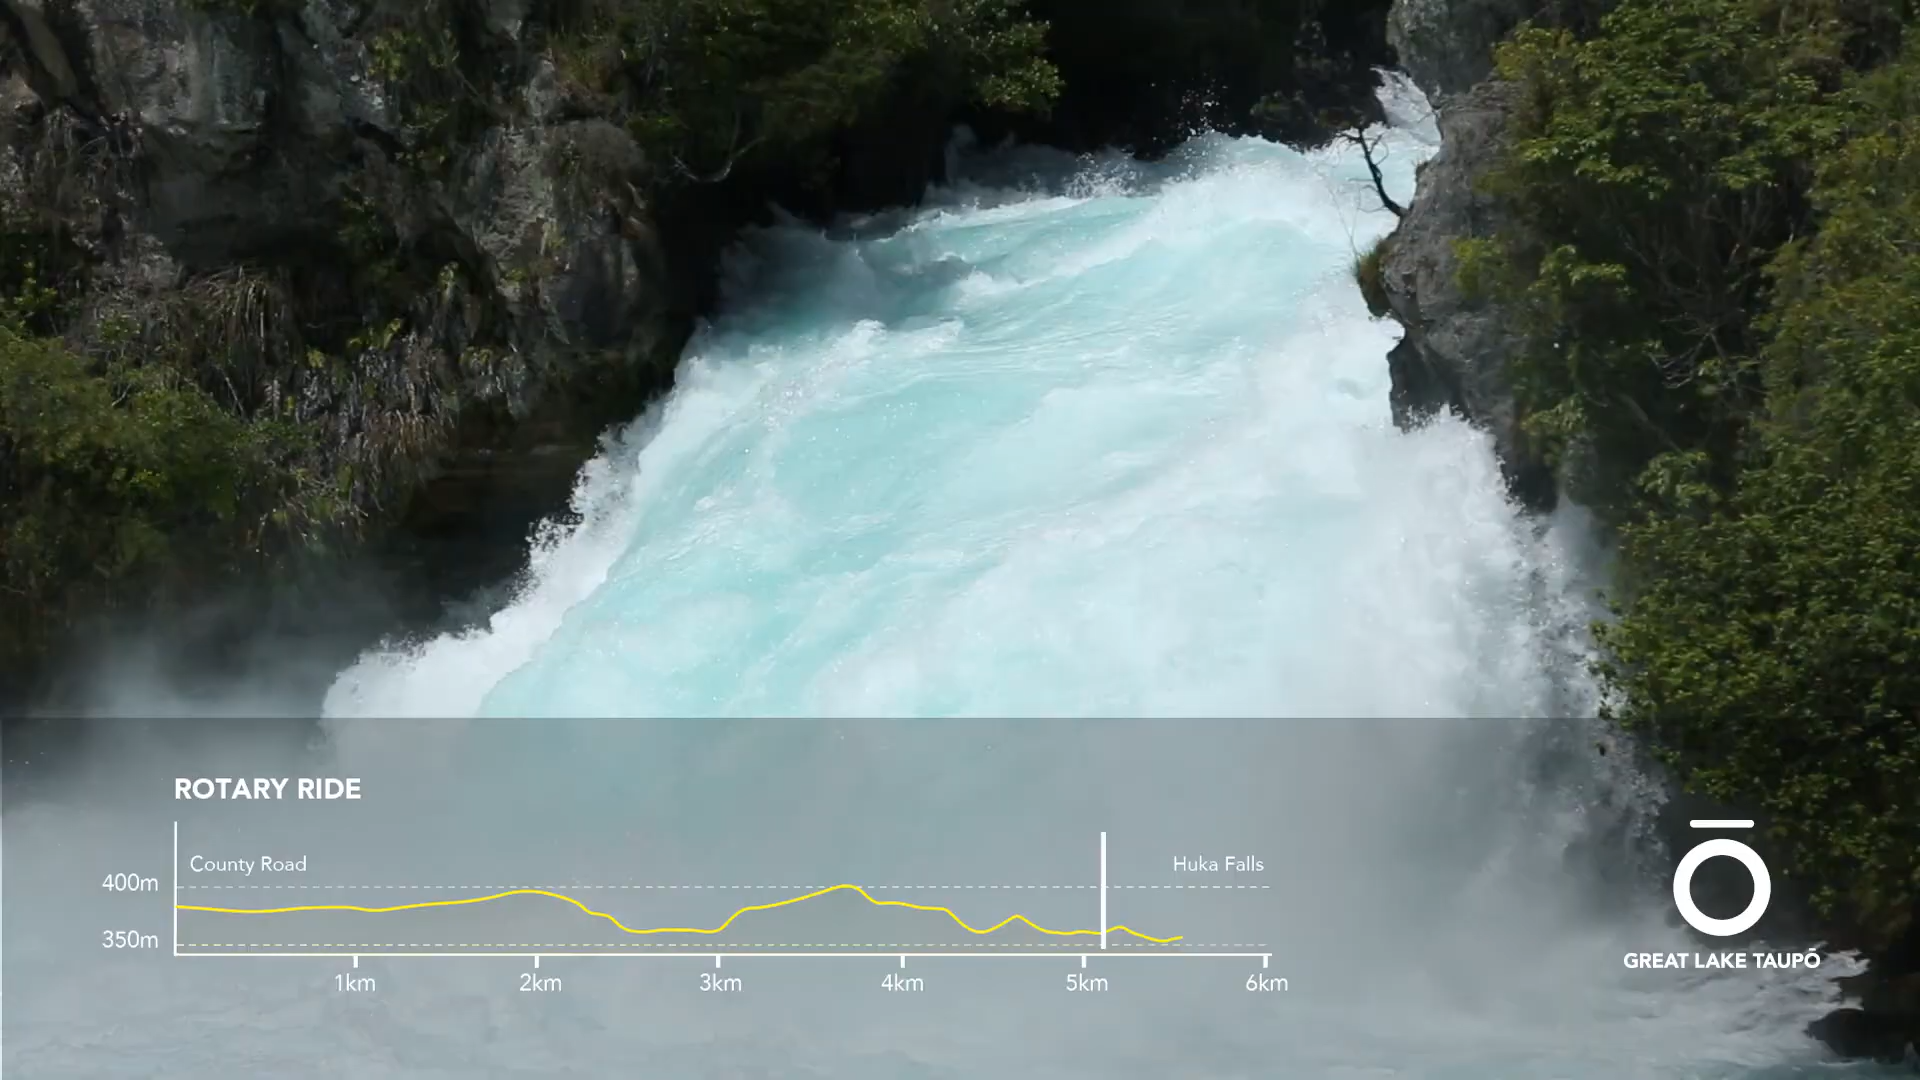 ROTARY RIDE
County Road
Huka Falls
400m
350m
1km
2km
3km
4km
5km
6km
GREAT LAKE TAUPŌ